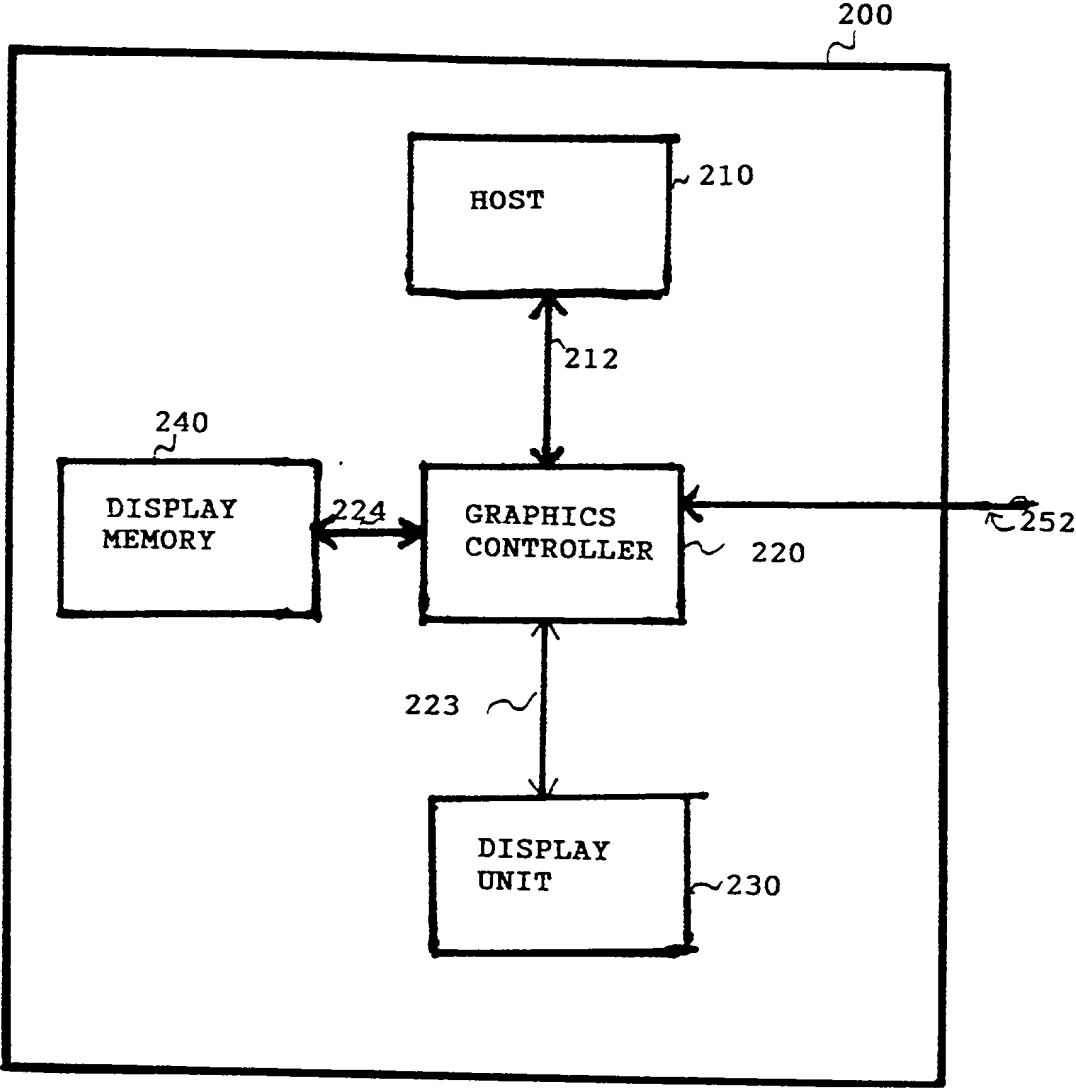 200
HOST
210
212
240
DISPLAY
MEMORY
224
GRAPHICS
CONTROLLER
252
220
223
DISPLAY
UNIT
230